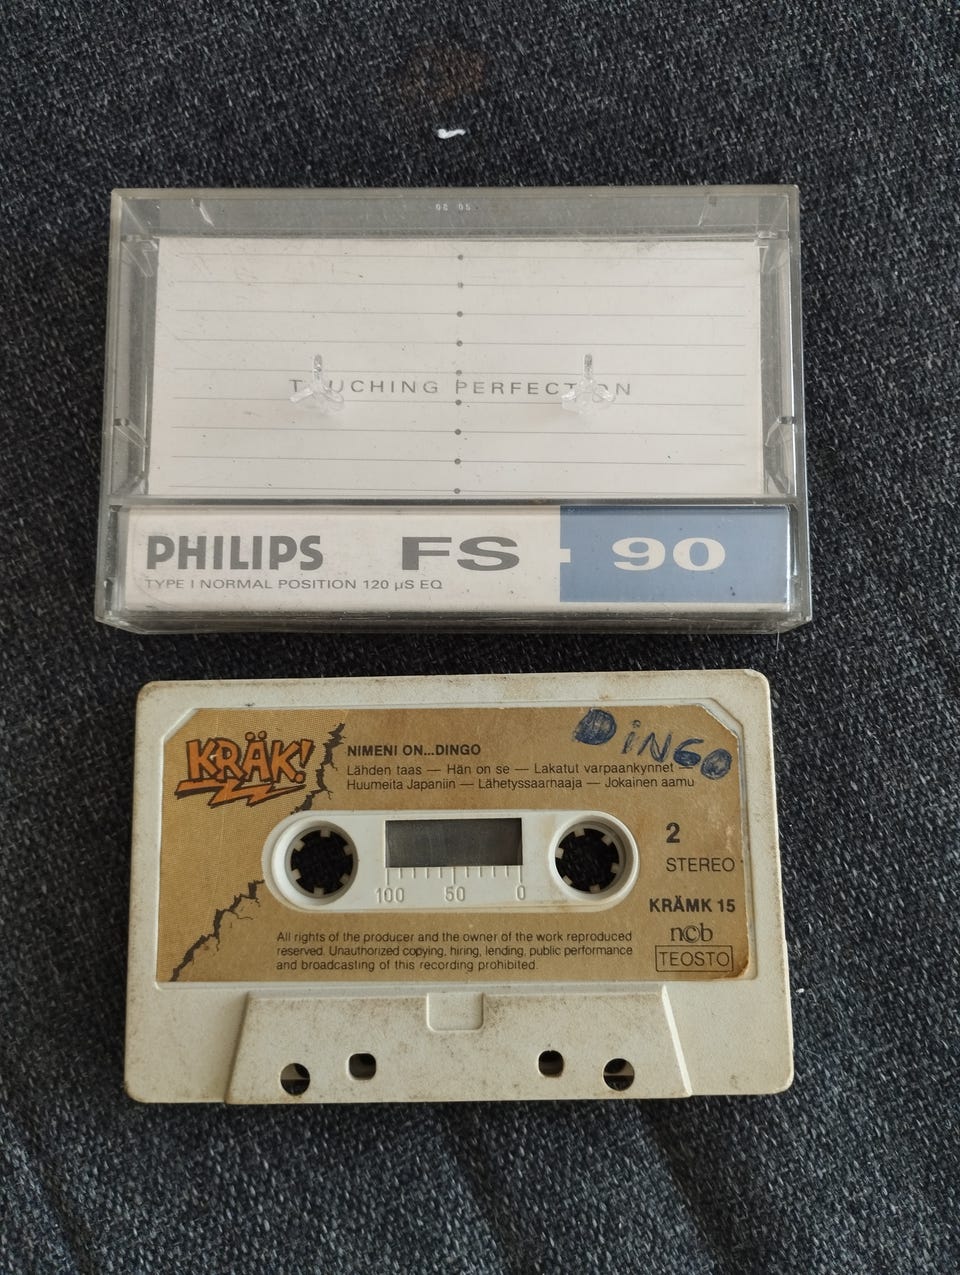 TOUCHING PERFECTION
PHILIPS FS - 90
TYPE I NORMAL POSITION 120 µS EQ
KRÄK!
NIMENI ON...DINGO
DiNGO
Lähden taas — Hän on se — Lakatut varpaankynnet —
Huumeita Japaniin — Lähetyssaarnaaja — Jokainen aamu
2
STEREO
100 50 0
KRÄMK 15
ncb
TEOSTO
All rights of the producer and the owner of the work reproduced
reserved. Unauthorized copying, hiring, lending, public performance
and broadcasting of this recording prohibited.